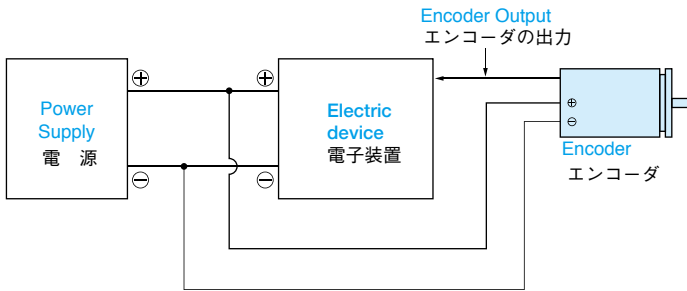 Encoder Output
エンコーダの出力
⊕
⊕
Power
Supply
電 源
Electric
device
電子装置
⊕
⊖
Encoder
エンコーダ
⊖
⊖